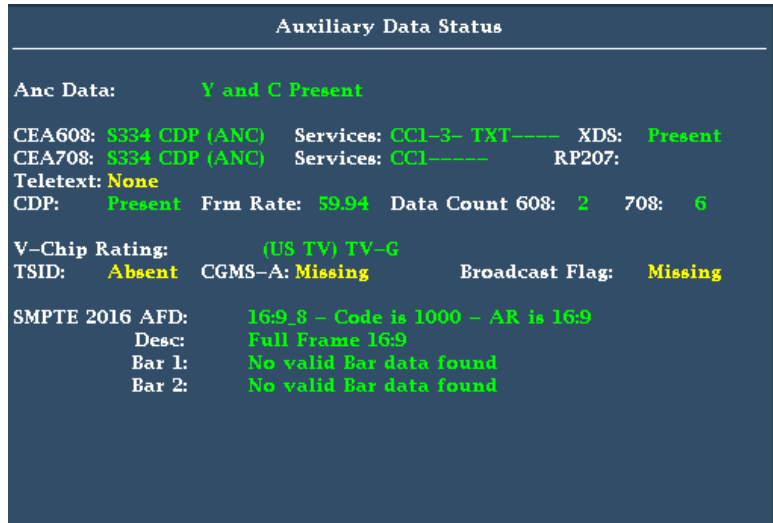 Auxiliary Data Status
Anc Data: Y and C Present
CEA608: S334 CDP (ANC) Services: CC1-3- TXT---- XDS: Present
CEA708: S334 CDP (ANC) Services: CC1----- RP207:
Teletext: None
CDP: Present Frm Rate: 59.94 Data Count 608: 2 708: 6
V-Chip Rating: (US TV) TV-G
TSID: Absent CGMS-A: Missing Broadcast Flag: Missing
SMPTE 2016 AFD: 16:9_8 - Code is 1000 - AR is 16:9
Desc: Full Frame 16:9
Bar 1: No valid Bar data found
Bar 2: No valid Bar data found